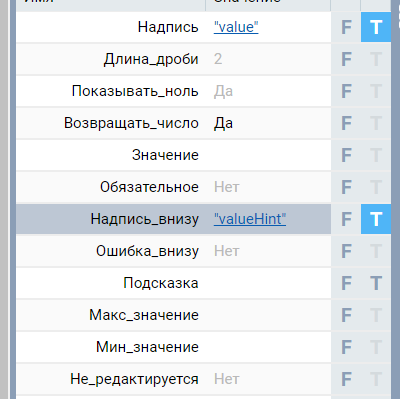 Имя Значение
Надпись "value" F T
Длина_дроби 2 F T
Показывать_ноль Да F T
Возвращать_число Да F T
Значение F T
Обязательное Нет F T
Надпись_внизу "valueHint" F T
Ошибка_внизу Нет F T
Подсказка F T
Макс_значение F T
Мин_значение F T
Не_редактируется Нет F T